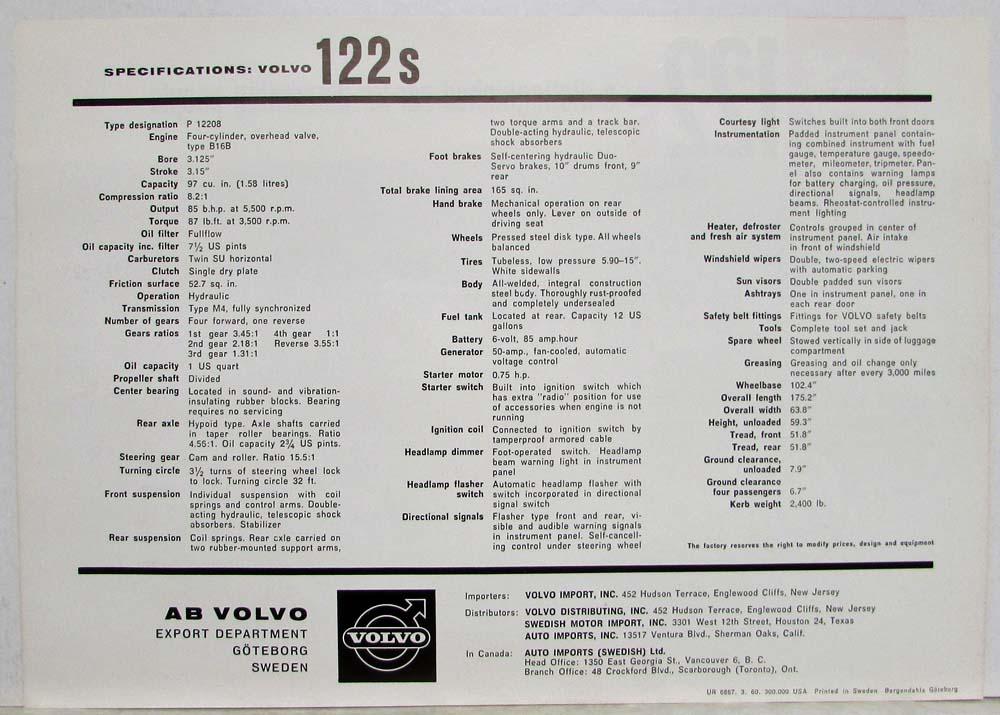 SPECIFICATIONS: VOLVO 122s
Type designation P 12208
Engine Four-cylinder, overhead valve,
type B16B
Bore 3.125"
Stroke 3.15"
Capacity 97 cu. in. (1.58 litres)
Compression ratio 8.2:1
Output 85 b.h.p. at 5,500 r.p.m.
Torque 87 lb.ft. at 3,500 r.p.m.
Oil filter Fullflow
Oil capacity inc. filter 7½ US pints
Carburetors Twin SU horizontal
Clutch Single dry plate
Friction surface 52.7 sq. in.
Operation Hydraulic
Transmission Type M4, fully synchronized
Number of gears Four forward, one reverse
Gears ratios 1st gear 3.45:1 4th gear 1:1
2nd gear 2.18:1 Reverse 3.55:1
3rd gear 1.31:1
Oil capacity 1 US quart
Propeller shaft Divided
Center bearing Located in sound- and vibration-
insulating rubber blocks. Bearing
requires no servicing
Rear axle Hypoid type. Axle shafts carried
in taper roller bearings. Ratio
4.55:1. Oil capacity 2¾ US pints.
Steering gear Cam and roller. Ratio 15.5:1
Turning circle 3½ turns of steering wheel lock
to lock. Turning circle 32 ft.
Front suspension Individual suspension with coil
springs and control arms. Double-
acting hydraulic, telescopic shock
absorbers. Stabilizer
Rear suspension Coil springs. Rear axle carried on
two rubber-mounted support arms,
two torque arms and a track bar.
Double-acting hydraulic, telescopic
shock absorbers
Foot brakes Self-centering hydraulic Duo-
Servo brakes, 10" drums front, 9"
rear
Total brake lining area 165 sq. in.
Hand brake Mechanical operation on rear
wheels only. Lever on outside of
driving seat
Wheels Pressed steel disk type. All wheels
balanced
Tires Tubeless, low pressure 5.90–15".
White sidewalls
Body All-welded, integral construction
steel body. Thoroughly rust-proofed
and completely undersealed
Fuel tank Located at rear. Capacity 12 US
gallons
Battery 6-volt, 85 amp.hour
Generator 50-amp., fan-cooled, automatic
voltage control
Starter motor 0.75 h.p.
Starter switch Built into ignition switch which
has extra "radio" position for use
of accessories when engine is not
running
Ignition coil Connected to ignition switch by
tamperproof armored cable
Headlamp dimmer Foot-operated switch. Headlamp
beam warning light in instrument
panel
Headlamp flasher Automatic headlamp flasher with
switch switch incorporated in directional
signal switch
Directional signals Flasher type front and rear, vi-
sible and audible warning signals
in instrument panel. Self-cancell-
ing control under steering wheel
Courtesy light Switches built into both front doors
Instrumentation Padded instrument panel contain-
ing combined instrument with fuel
gauge, temperature gauge, speedo-
meter, mileometer, tripmeter. Pan-
el also contains warning lamps
for battery charging, oil pressure,
directional signals, headlamp
beams. Rheostat-controlled instru-
ment lighting
Heater, defroster Controls grouped in center of
and fresh air system instrument panel. Air intake
in front of windshield
Windshield wipers Double, two-speed electric wipers
with automatic parking
Sun visors Double padded sun visors
Ashtrays One in instrument panel, one in
each rear door
Safety belt fittings Fittings for VOLVO safety belts
Tools Complete tool set and jack
Spare wheel Stowed vertically in side of luggage
compartment
Greasing Greasing and oil change only
necessary after every 3,000 miles
Wheelbase 102.4"
Overall length 175.2"
Overall width 63.8"
Height, unloaded 59.3"
Tread, front 51.8"
Tread, rear 51.8"
Ground clearance,
unloaded 7.9"
Ground clearance
four passengers 6.7"
Kerb weight 2,400 lb.
The factory reserves the right to modify prices, design and equipment
AB VOLVO
EXPORT DEPARTMENT
GÖTEBORG
SWEDEN
VOLVO
Importers: VOLVO IMPORT, INC. 452 Hudson Terrace, Englewood Cliffs, New Jersey
Distributors: VOLVO DISTRIBUTING, INC. 452 Hudson Terrace, Englewood Cliffs, New Jersey
SWEDISH MOTOR IMPORT, INC. 3301 West 12th Street, Houston 24, Texas
AUTO IMPORTS, INC. 13517 Ventura Blvd., Sherman Oaks, Calif.
In Canada: AUTO IMPORTS (SWEDISH) Ltd.
Head Office: 1350 East Georgia St., Vancouver 6, B. C.
Branch Office: 48 Crockford Blvd., Scarborough (Toronto), Ont.
UR 6867. 3. 60. 300.000 USA Printed in Sweden Bergendahls Göteborg